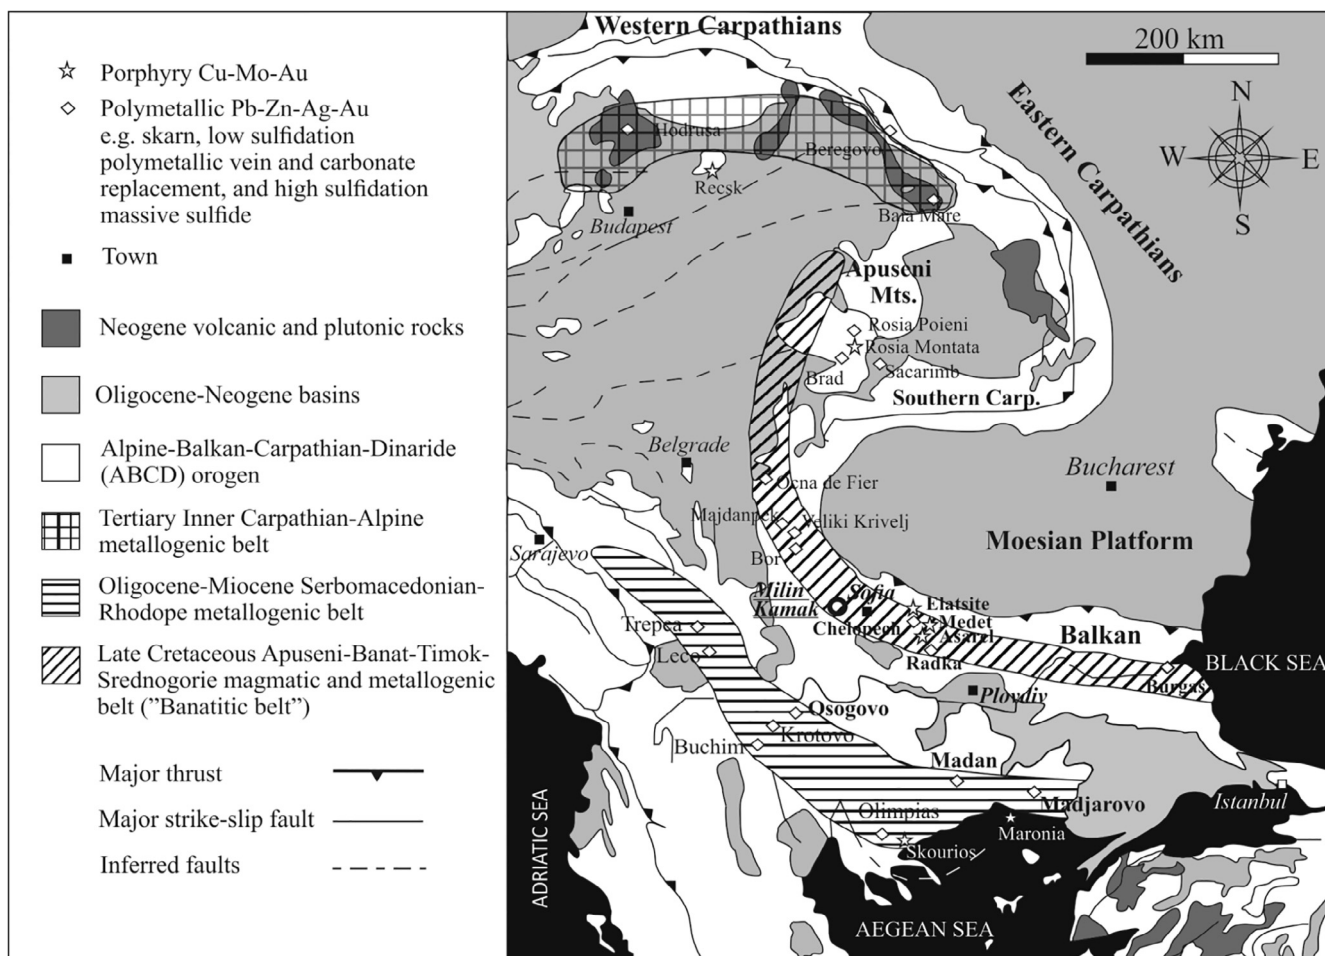 Porphyry Cu-Mo-Au
Polymetallic Pb-Zn-Ag-Au
e.g. skarn, low sulfidation
polymetallic vein and carbonate
replacement, and high sulfidation
massive sulfide
Town
Neogene volcanic and plutonic rocks
Oligocene-Neogene basins
Alpine-Balkan-Carpathian-Dinaride
(ABCD) orogen
Tertiary Inner Carpathian-Alpine
metallogenic belt
Oligocene-Miocene Serbomacedonian-
Rhodope metallogenic belt
Late Cretaceous Apuseni-Banat-Timok-
Srednogorie magmatic and metallogenic
belt ("Banatitic belt")
Major thrust
Major strike-slip fault
Inferred faults
Western Carpathians
200 km
Eastern Carpathians
N
W
E
S
Hodrusa
Beregovo
Recsk
Baia Mare
Budapest
Apuseni
Mts.
Rosia Poieni
Rosia Montata
Brad
Sacarimb
Southern Carp.
Belgrade
Bucharest
Ocna de Fier
Majdanpek
Veliki Krivelj
Sarajevo
Bor
Moesian Platform
Milin
Kamak
Sofia
Elatsite
Chelopech
Medet
Asarel
Trepca
Balkan
Leco
Radka
BLACK SEA
Burgas
Plovdiv
Osogovo
Krotovo
Buchim
Madan
Madjarovo
Istanbul
Olimpias
Maronia
Skourios
ADRIATIC SEA
AEGEAN SEA